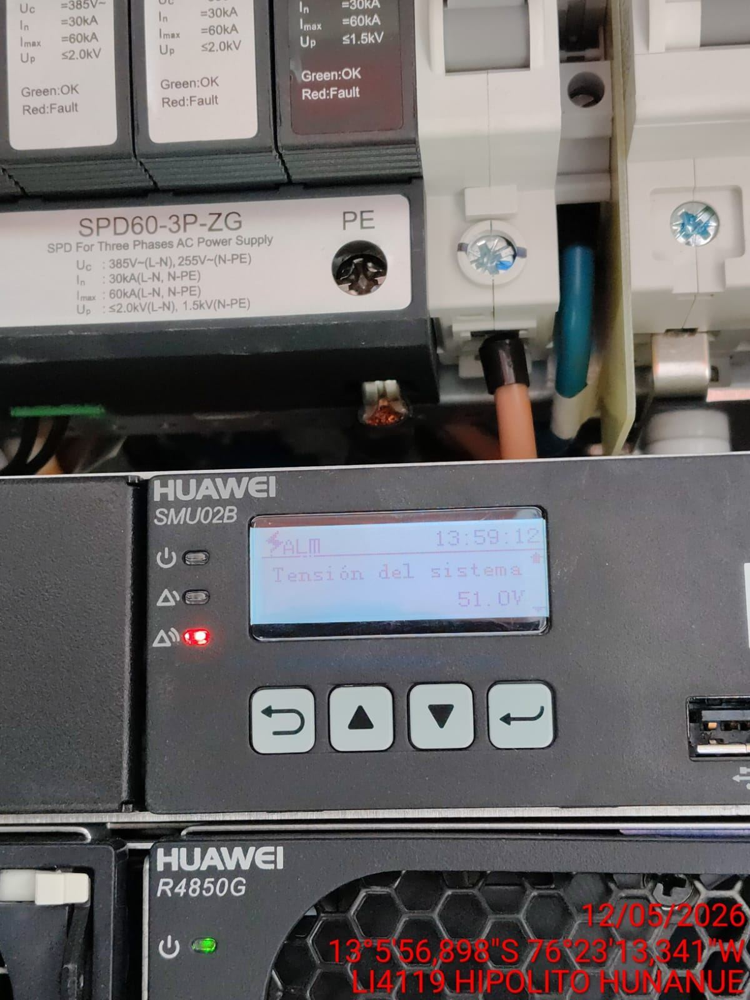 Uc =385V~
In =30kA
Imax =60kA
Up ≤2.0kV
Green:OK
Red:Fault
In =30kA
Imax =60kA
Up ≤2.0kV
Green:OK
Red:Fault
In =30kA
Imax =60kA
Up ≤1.5kV
Green:OK
Red:Fault
SPD60-3P-ZG
PE
SPD For Three Phases AC Power Supply
Uc : 385V~(L-N), 255V~(N-PE)
In : 30kA(L-N, N-PE)
Imax : 60kA(L-N, N-PE)
Up : ≤2.0kV(L-N), 1.5kV(N-PE)
HUAWEI
SMU02B
ALM 13:59:12
Tensión del sistema
51.0V
HUAWEI
R4850G
12/05/2026
13°5'56,898"S 76°23'13,341"W
LI4119 HIPOLITO HUNANUE